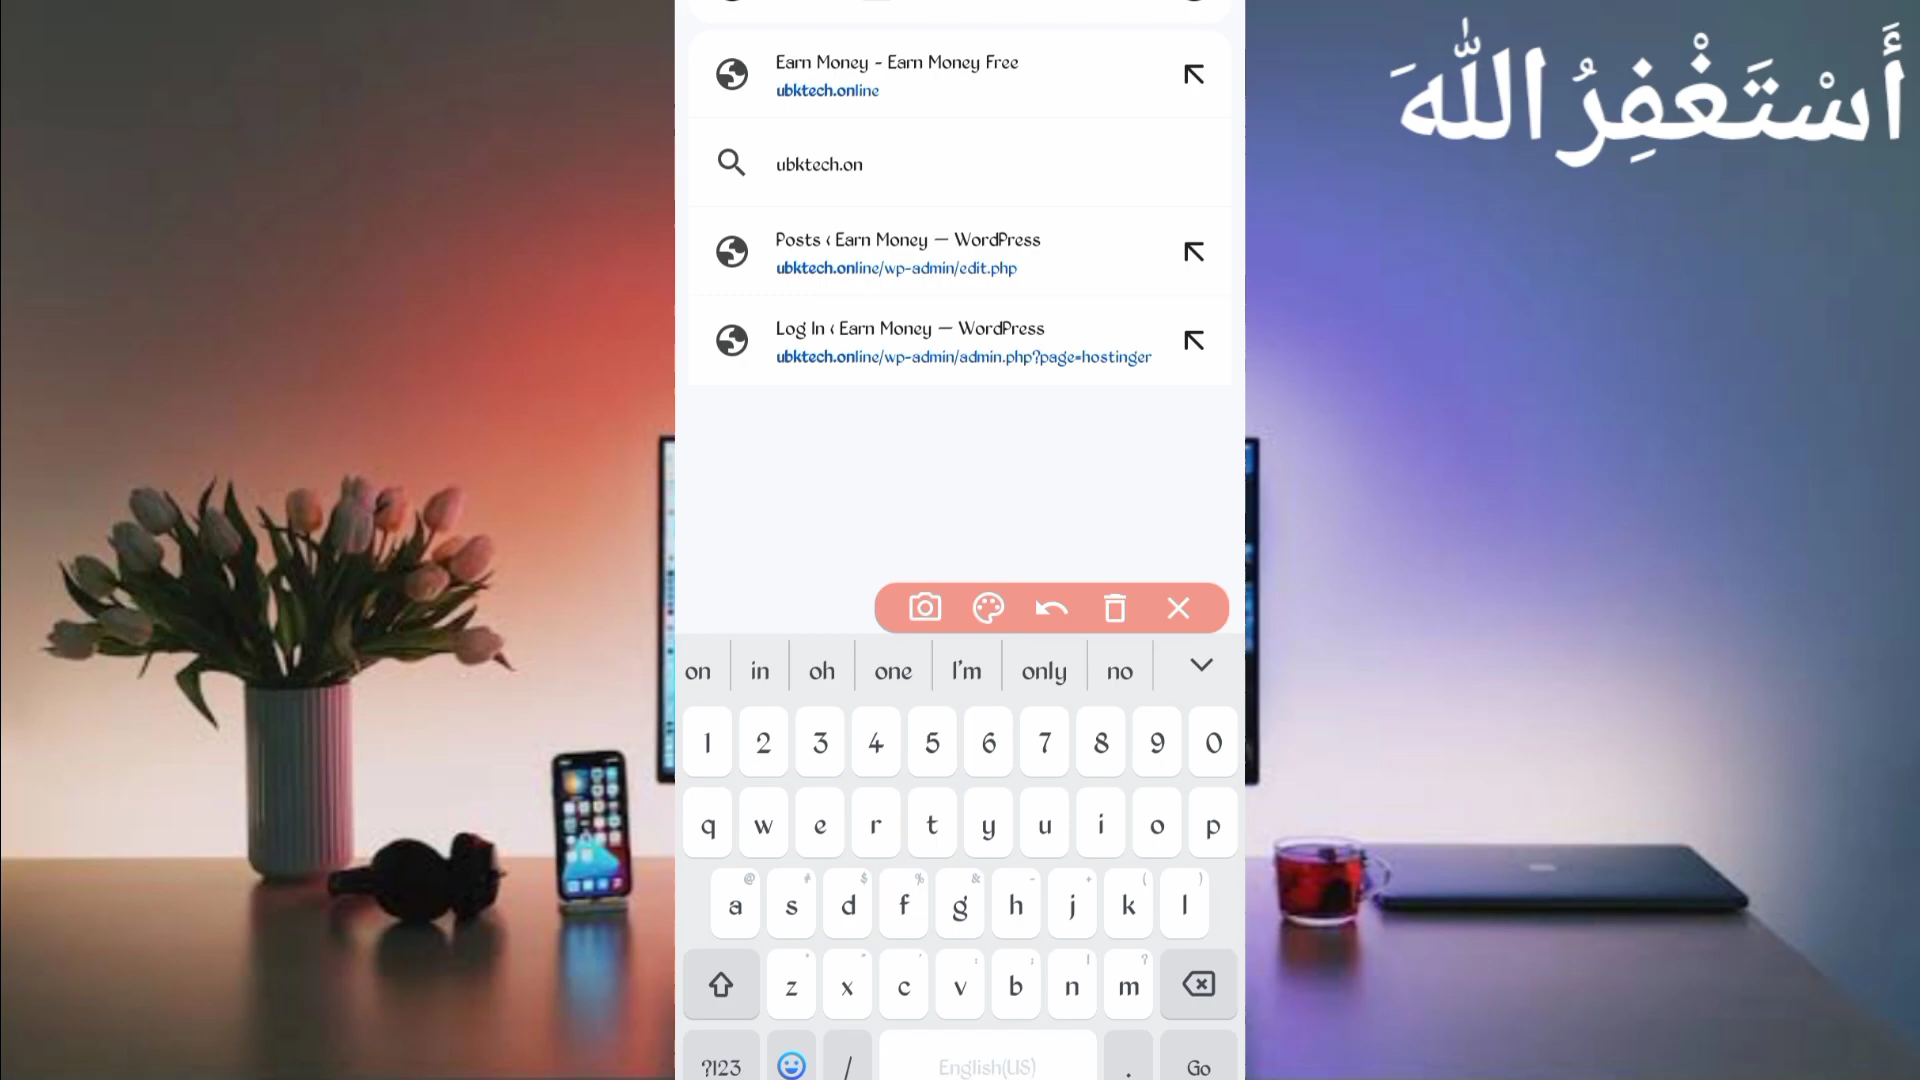 أَسْتَغْفِرُ اللّٰهَ
Earn Money - Earn Money Free
ubktech.online
ubktech.on
Posts ‹ Earn Money — WordPress
ubktech.online/wp-admin/edit.php
Log In ‹ Earn Money — WordPress
ubktech.online/wp-admin/admin.php?page=hostinger
on in oh one I'm only no
1 2 3 4 5 6 7 8 9 0
q w e r t y u i o p
@ # $ % & - + ( )
a s d f g h j k l
z x c v b n m
?123 / English(US) . Go